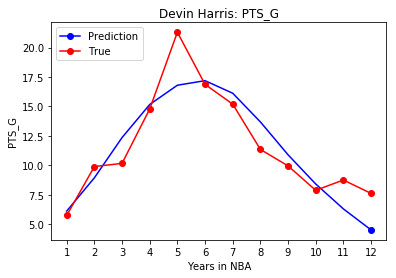 Devin Harris: PTS_G
Prediction
True
20.0
17.5
15.0
12.5
10.0
7.5
5.0
PTS_G
1 2 3 4 5 6 7 8 9 10 11 12
Years in NBA